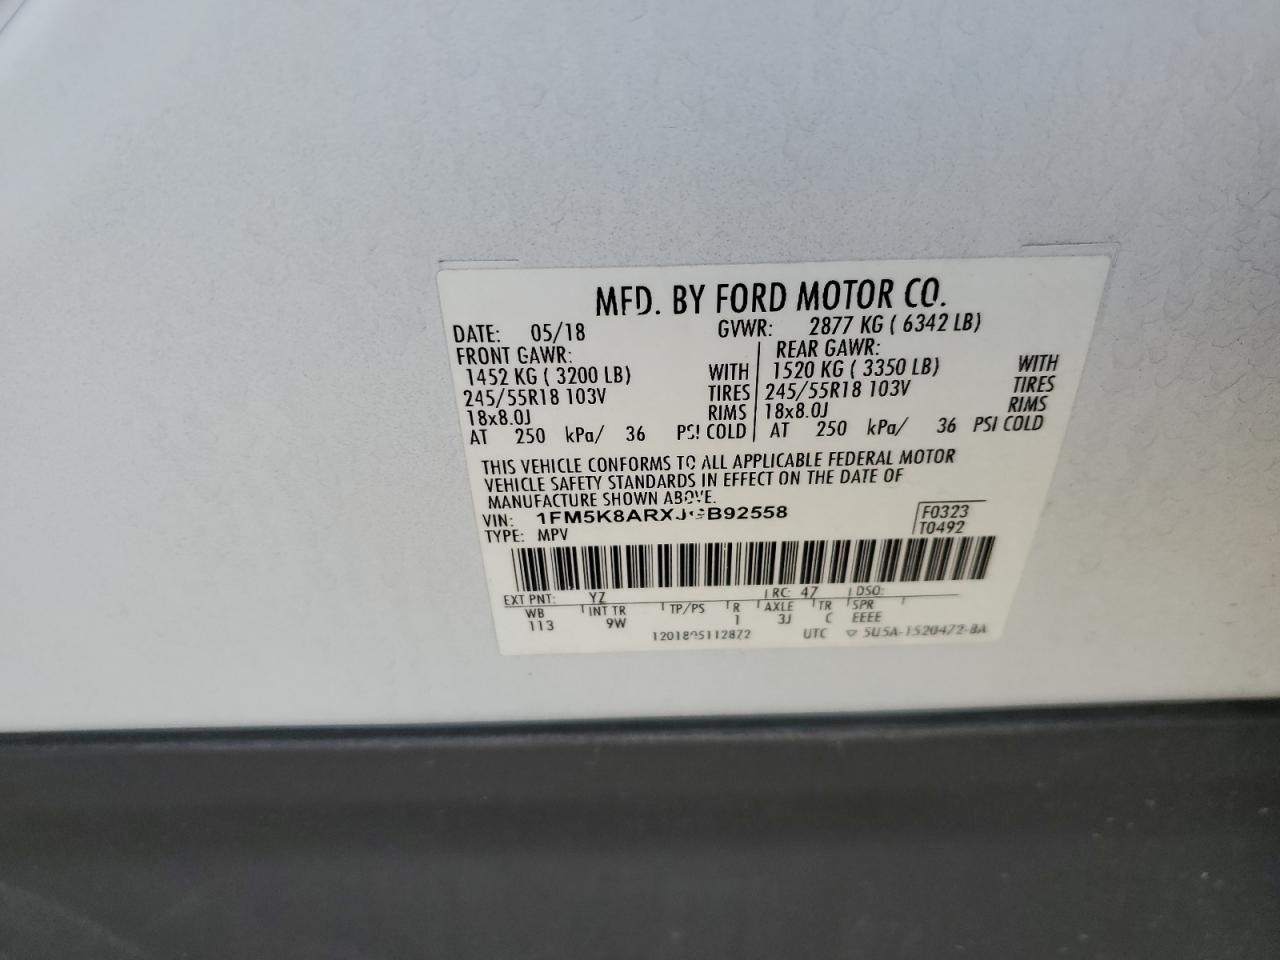 MFD. BY FORD MOTOR CO.
DATE: 05/18 GVWR: 2877 KG ( 6342 LB)
FRONT GAWR: REAR GAWR:
1452 KG ( 3200 LB) WITH 1520 KG ( 3350 LB) WITH
245/55R18 103V TIRES 245/55R18 103V TIRES
18x8.0J RIMS 18x8.0J RIMS
AT 250 kPa/ 36 PSI COLD AT 250 kPa/ 36 PSI COLD
THIS VEHICLE CONFORMS TO ALL APPLICABLE FEDERAL MOTOR
VEHICLE SAFETY STANDARDS IN EFFECT ON THE DATE OF
MANUFACTURE SHOWN ABOVE.
VIN: F0323
TYPE: MPV T0492
EXT PNT: YZ RC: 47 DSO:
WB INT TR TP/PS R AXLE TR SPR
113 9W 1 3J C EEEE
UTC 5U5A-1520472-BA